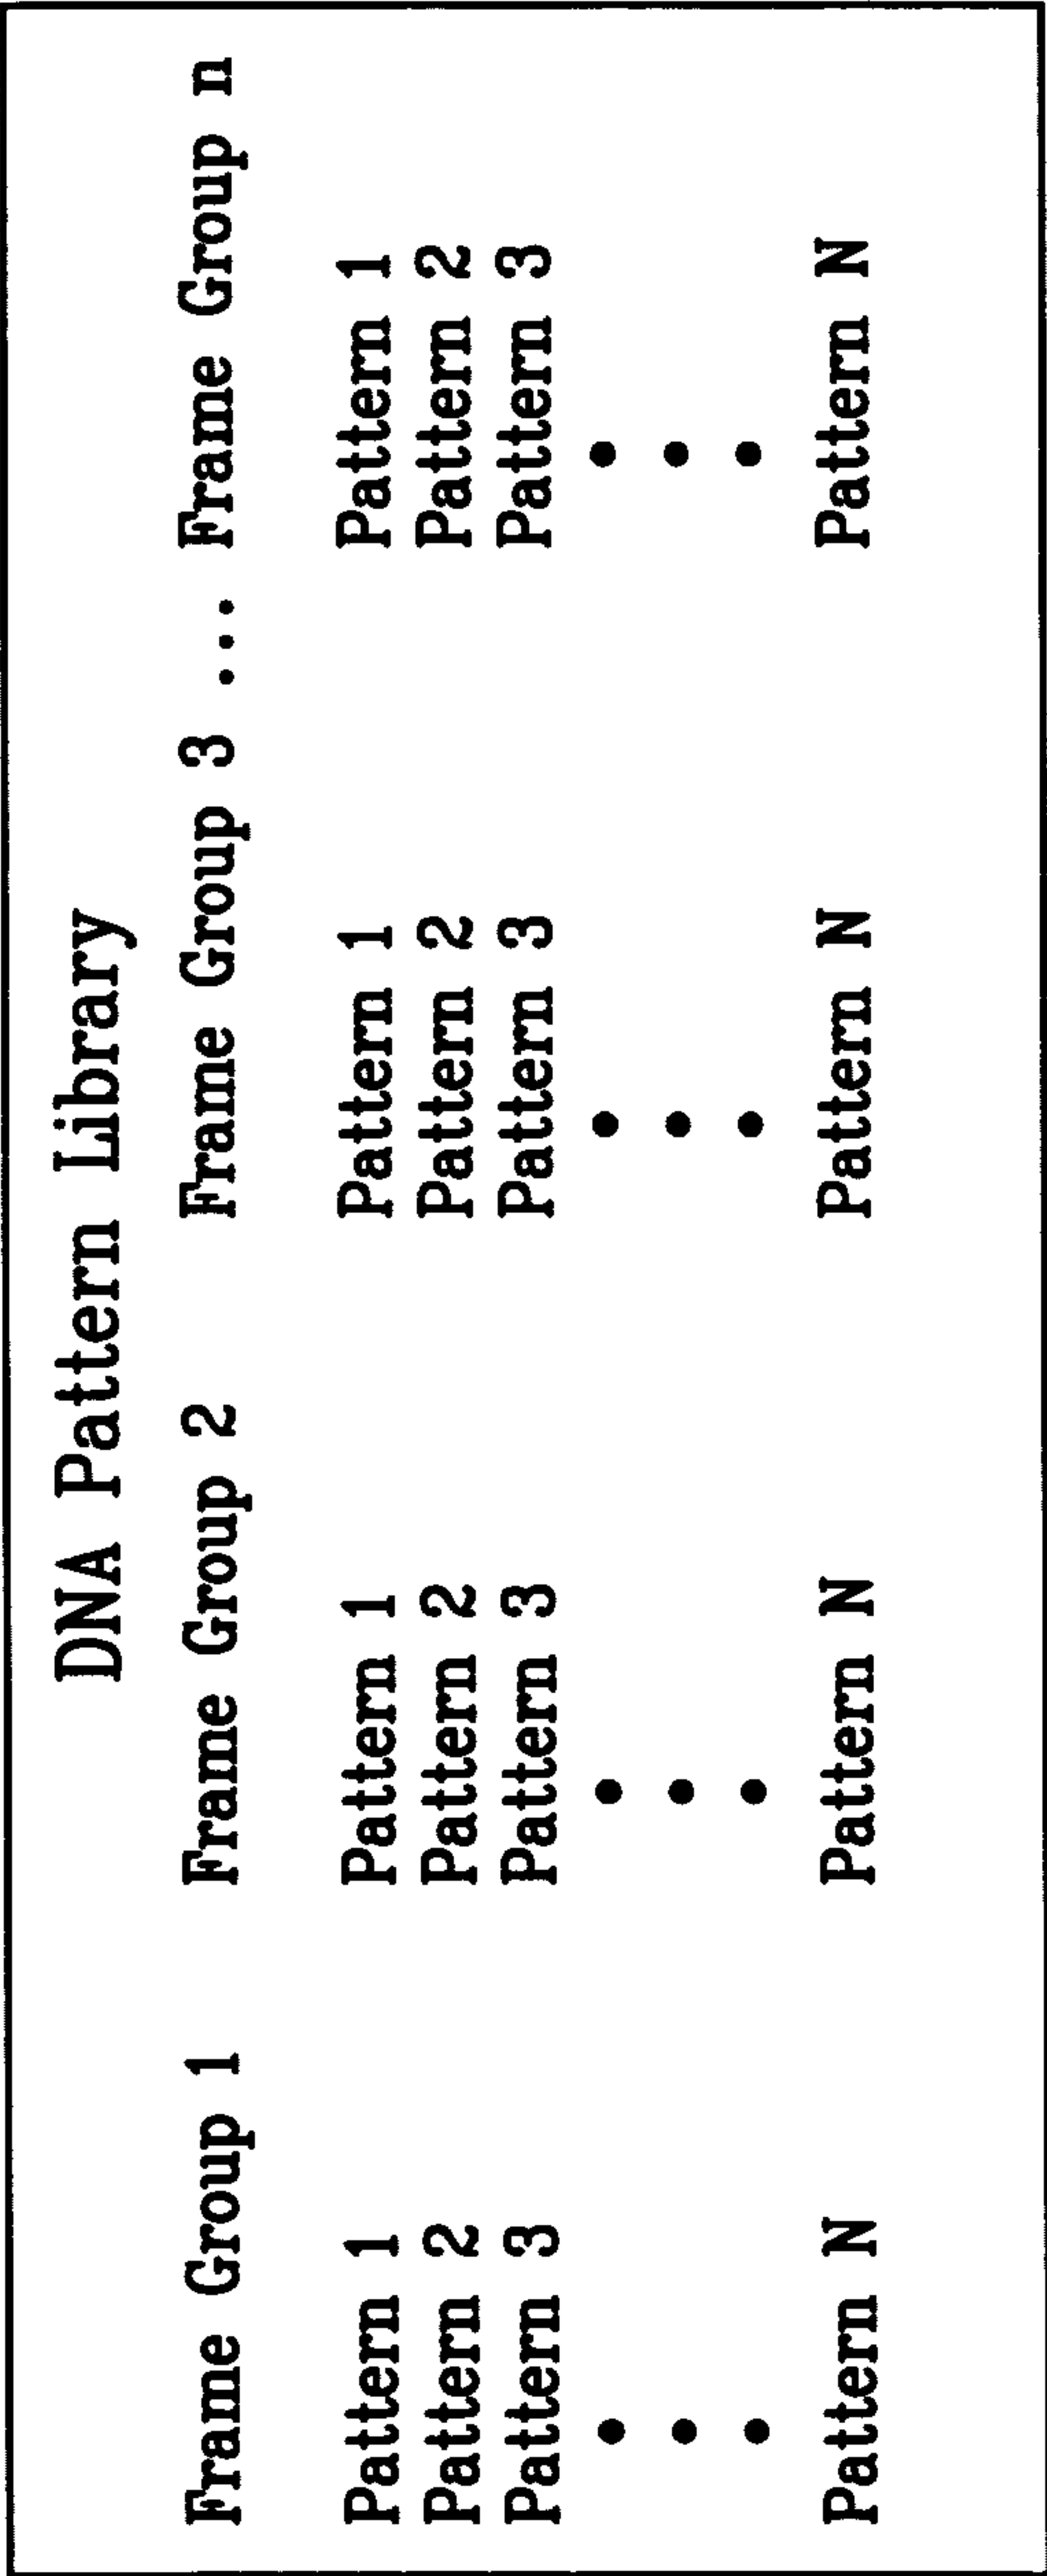 DNA Pattern Library
Frame Group 1 Frame Group 2 Frame Group 3 ... Frame Group n
Pattern 1 Pattern 1 Pattern 1 Pattern 1
Pattern 2 Pattern 2 Pattern 2 Pattern 2
Pattern 3 Pattern 3 Pattern 3 Pattern 3
Pattern N Pattern N Pattern N Pattern N